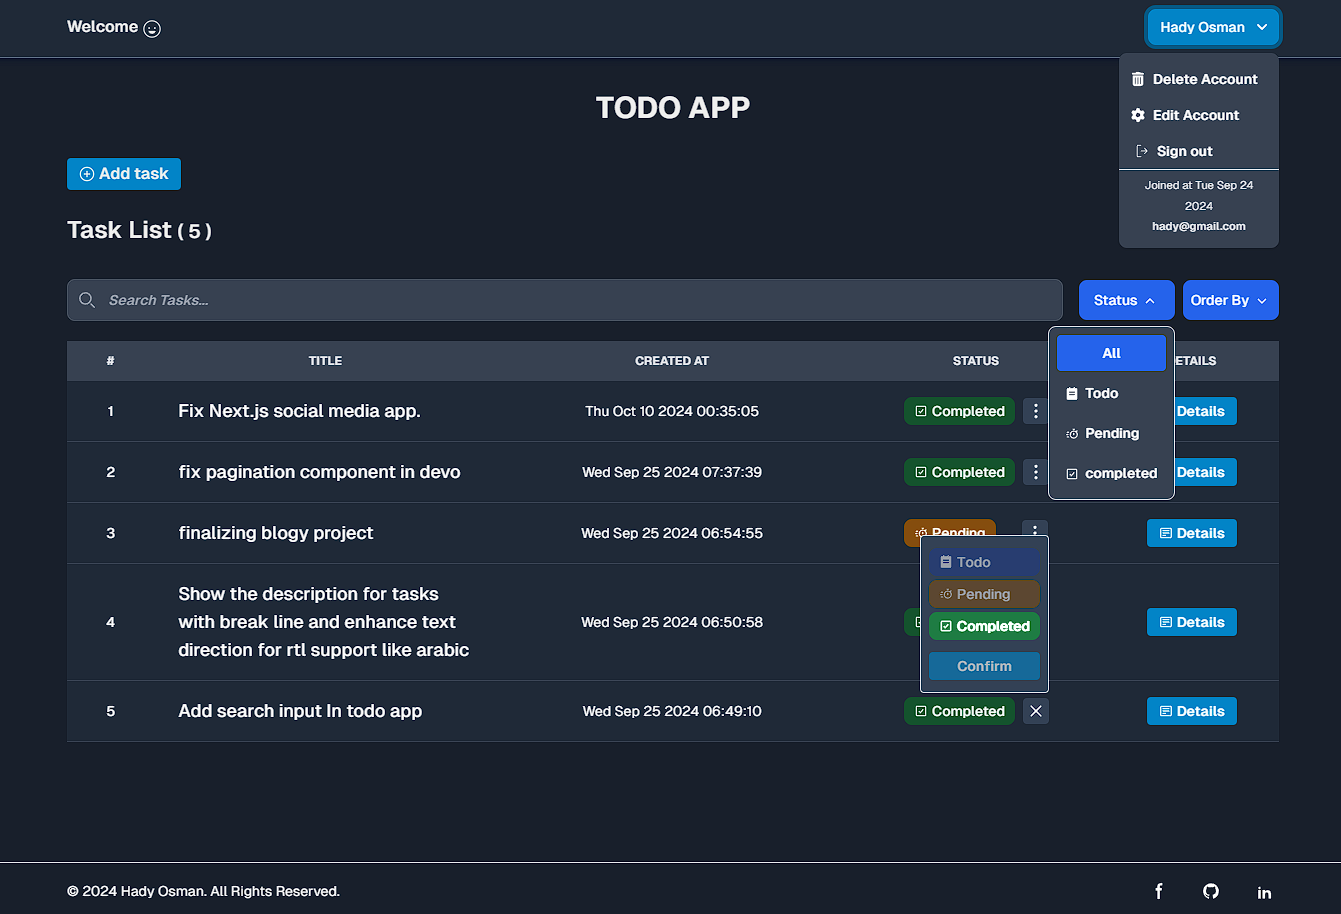 Welcome
Hady Osman
Delete Account
Edit Account
Sign out
Joined at Tue Sep 24
2024
hady@gmail.com
TODO APP
Add task
Task List ( 5 )
Search Tasks...
Status
Order By
All
Todo
Pending
completed
# TITLE CREATED AT STATUS ETAILS
1 Fix Next.js social media app. Thu Oct 10 2024 00:35:05 Completed Details
2 fix pagination component in devo Wed Sep 25 2024 07:37:39 Completed Details
3 finalizing blogy project Wed Sep 25 2024 06:54:55 Pending Details
Todo
Pending
Completed
Confirm
4 Show the description for tasks
with break line and enhance text
direction for rtl support like arabic
Wed Sep 25 2024 06:50:58 Details
5 Add search input In todo app Wed Sep 25 2024 06:49:10 Completed Details
© 2024 Hady Osman. All Rights Reserved.
f in